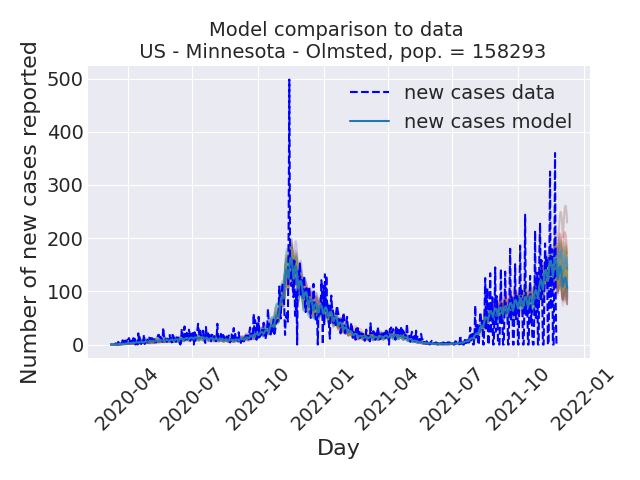 Model comparison to data
US - Minnesota - Olmsted, pop. = 158293
Number of new cases reported
500
400
300
200
100
0
new cases data
new cases model
2020-04
2020-07
2020-10
2021-01
2021-04
2021-07
2021-10
2022-01
Day